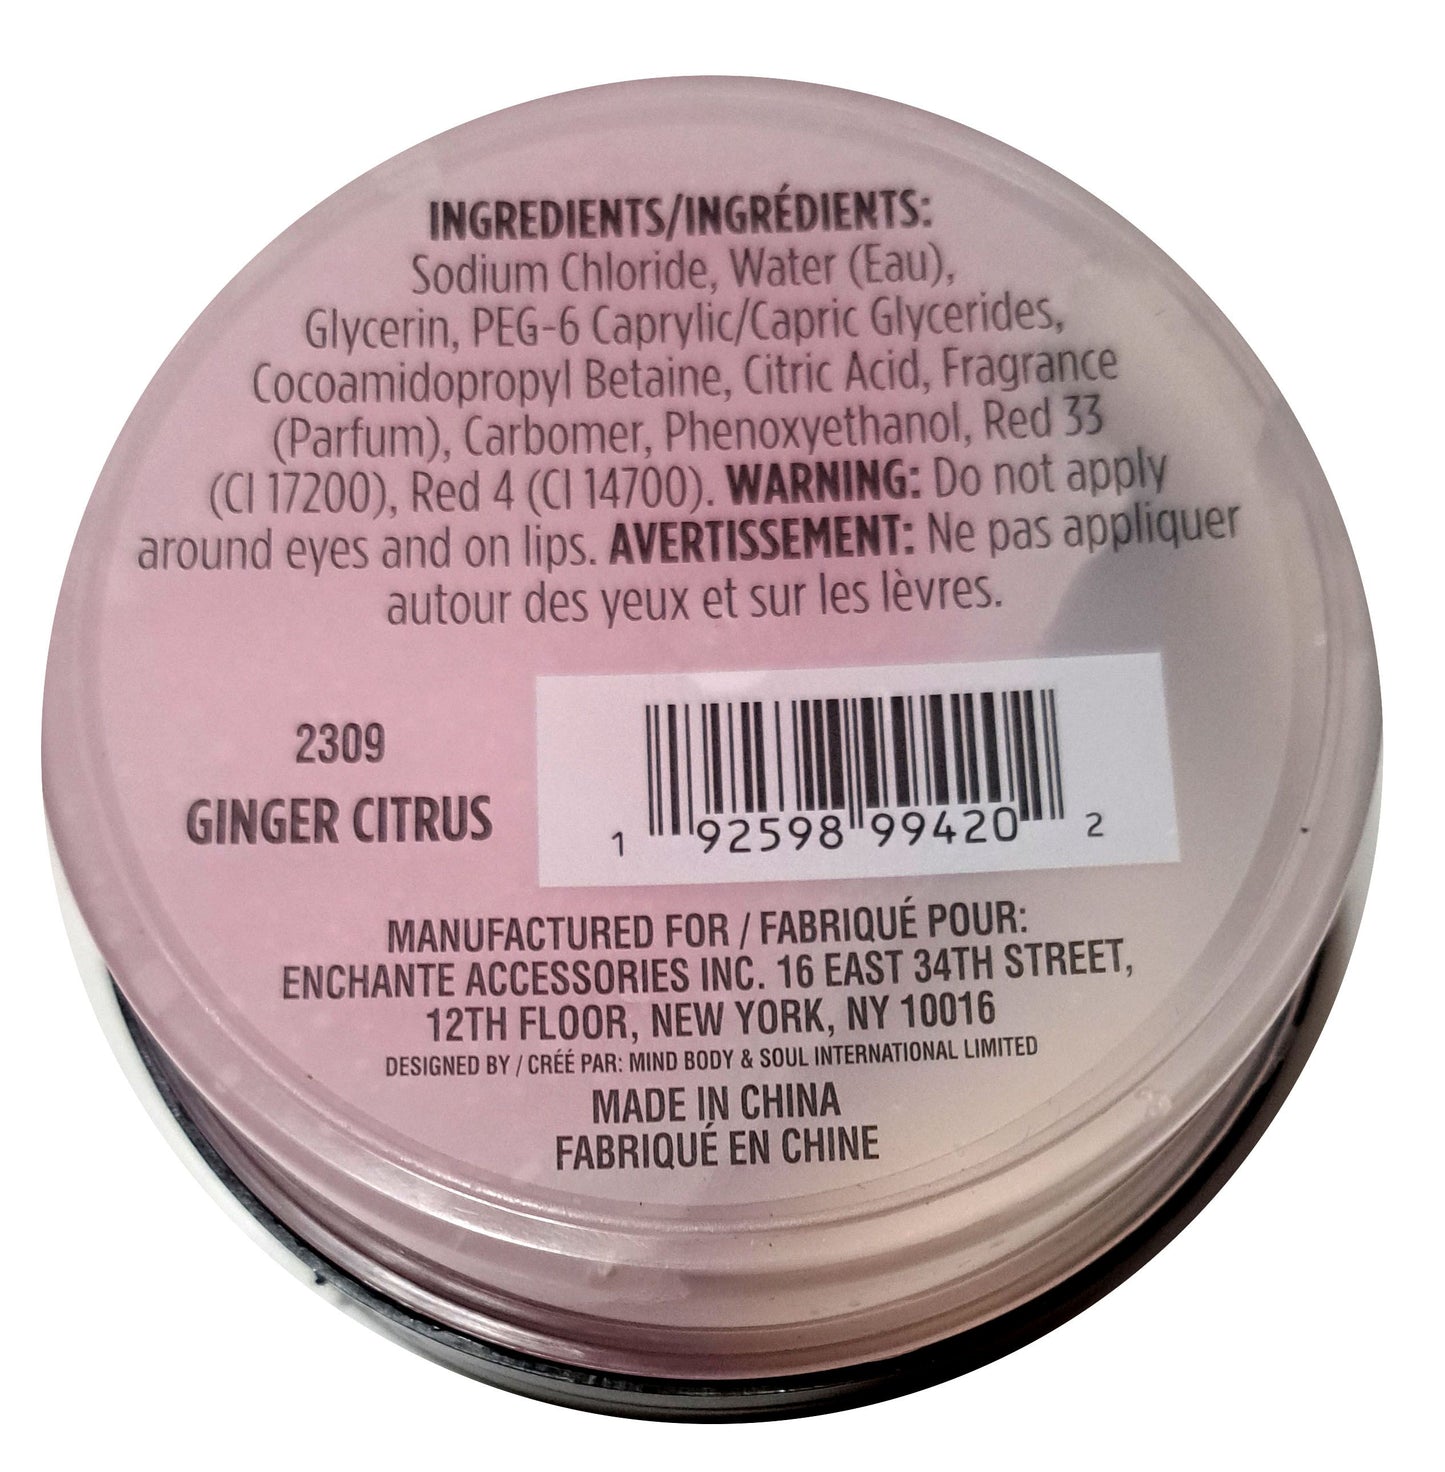 INGREDIENTS/INGRÉDIENTS:
Sodium Chloride, Water (Eau),
Glycerin, PEG-6 Caprylic/Capric Glycerides,
Cocoamidopropyl Betaine, Citric Acid, Fragrance
(Parfum), Carbomer, Phenoxyethanol, Red 33
(CI 17200), Red 4 (CI 14700). WARNING: Do not apply
around eyes and on lips. AVERTISSEMENT: Ne pas appliquer
autour des yeux et sur les lèvres.
2309
GINGER CITRUS
1 92598 99420 2
MANUFACTURED FOR / FABRIQUÉ POUR:
ENCHANTE ACCESSORIES INC. 16 EAST 34TH STREET,
12TH FLOOR, NEW YORK, NY 10016
DESIGNED BY / CRÉÉ PAR: MIND BODY & SOUL INTERNATIONAL LIMITED
MADE IN CHINA
FABRIQUÉ EN CHINE